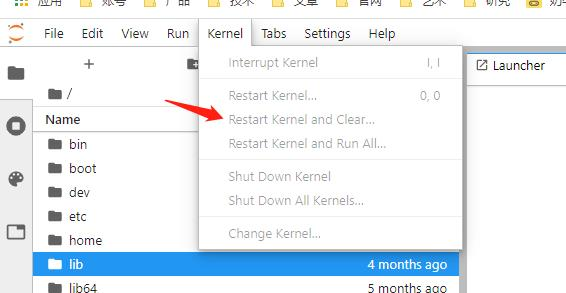 应用 账号 产品 技术 文章 官网 艺术 研究
File Edit View Run Kernel Tabs Settings Help
Interrupt Kernel I, I
Launcher
/
Restart Kernel... 0, 0
Name
Restart Kernel and Clear...
bin
Restart Kernel and Run All...
boot
Shut Down Kernel
dev
Shut Down All Kernels...
etc
Change Kernel...
home
lib 4 months ago
lib64 5 months ago